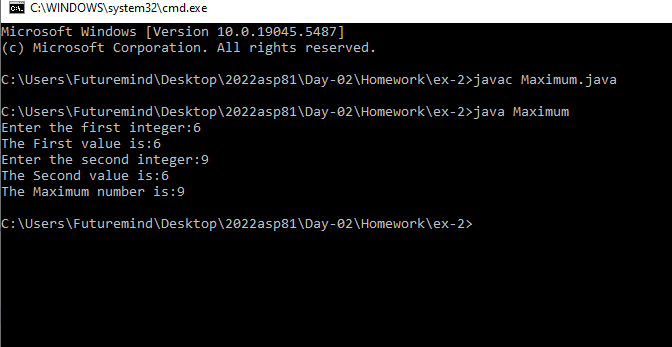 C:\WINDOWS\system32\cmd.exe
Microsoft Windows [Version 10.0.19045.5487]
(c) Microsoft Corporation. All rights reserved.
C:\Users\Futuremind\Desktop\2022asp81\Day-02\Homework\ex-2>javac Maximum.java
C:\Users\Futuremind\Desktop\2022asp81\Day-02\Homework\ex-2>java Maximum
Enter the first integer:6
The First value is:6
Enter the second integer:9
The Second value is:6
The Maximum number is:9
C:\Users\Futuremind\Desktop\2022asp81\Day-02\Homework\ex-2>